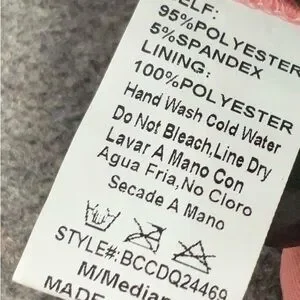 ELF:
95%POLYESTER
5%SPANDEX
LINING:
100%POLYESTER
Hand Wash Cold Water
Do Not Bleach,Line Dry
Lavar A Mano Con
Agua Fria,No Cloro
Secade A Mano
STYLE#:BCCDQ24469
M/Median
MADE